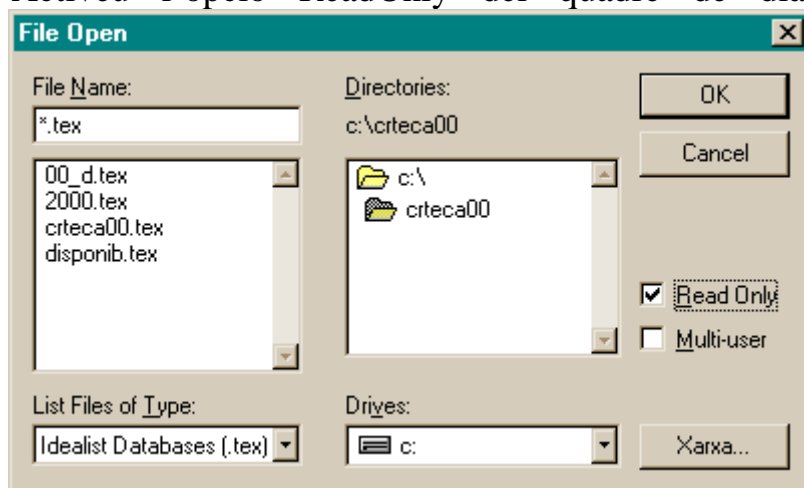 Activeu l'opció ReadOnly del quadre de dià
File Open
File Name:
*.tex
00_d.tex
2000.tex
crteca00.tex
disponib.tex
List Files of Type:
Idealist Databases (.tex)
Directories:
c:\crteca00
c:\
crteca00
Drives:
c:
OK
Cancel
Read Only
Multi-user
Xarxa...